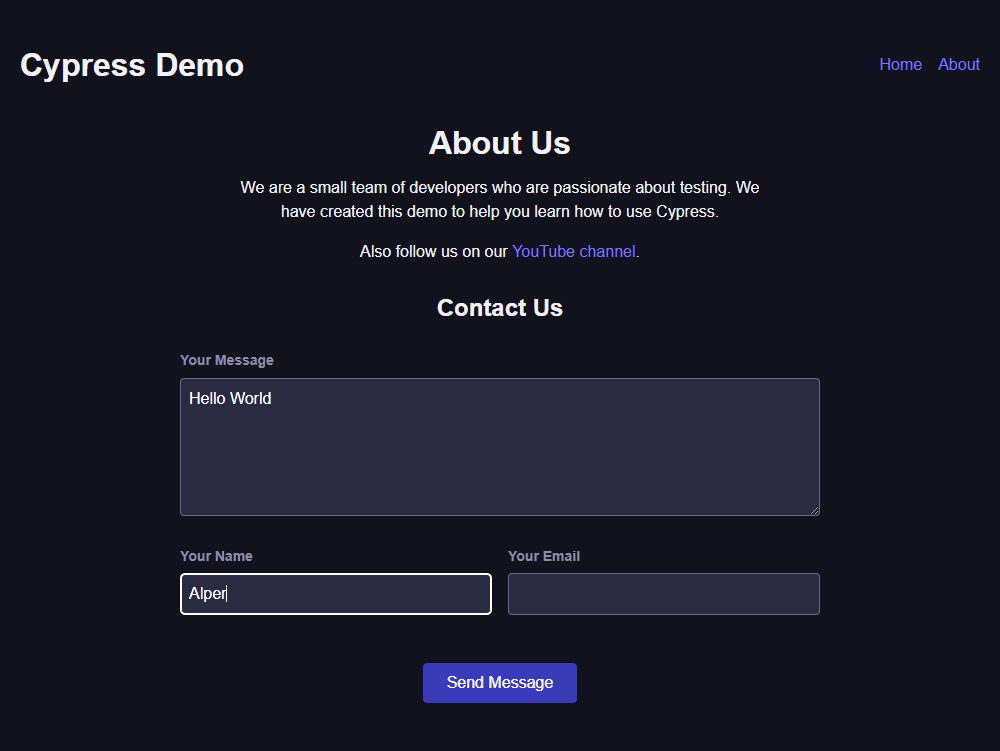 Cypress Demo
Home About
About Us
We are a small team of developers who are passionate about testing. We
have created this demo to help you learn how to use Cypress.
Also follow us on our YouTube channel.
Contact Us
Your Message
Hello World
Your Name Your Email
Alper
Send Message